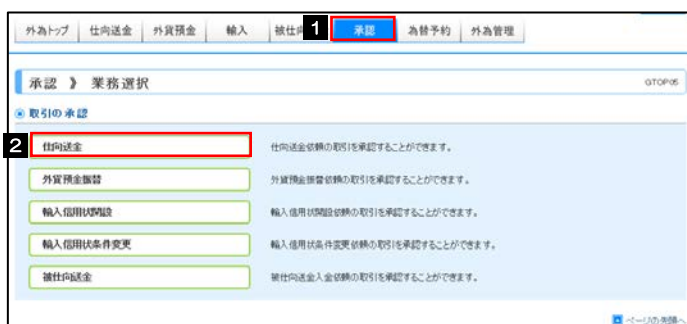 外為トップ 仕向送金 外貨預金 輸入 被仕向 1 承認 為替予約 外為管理
承認 》 業務選択 GTOP05
取引の承認
2 仕向送金 仕向送金依頼の取引を承認することができます。
外貨預金振替 外貨預金振替依頼の取引を承認することができます。
輸入信用状開設 輸入信用状開設依頼の取引を承認することができます。
輸入信用状条件変更 輸入信用状条件変更依頼の取引を承認することができます。
被仕向送金 被仕向送金入金依頼の取引を承認することができます。
ページの先頭へ